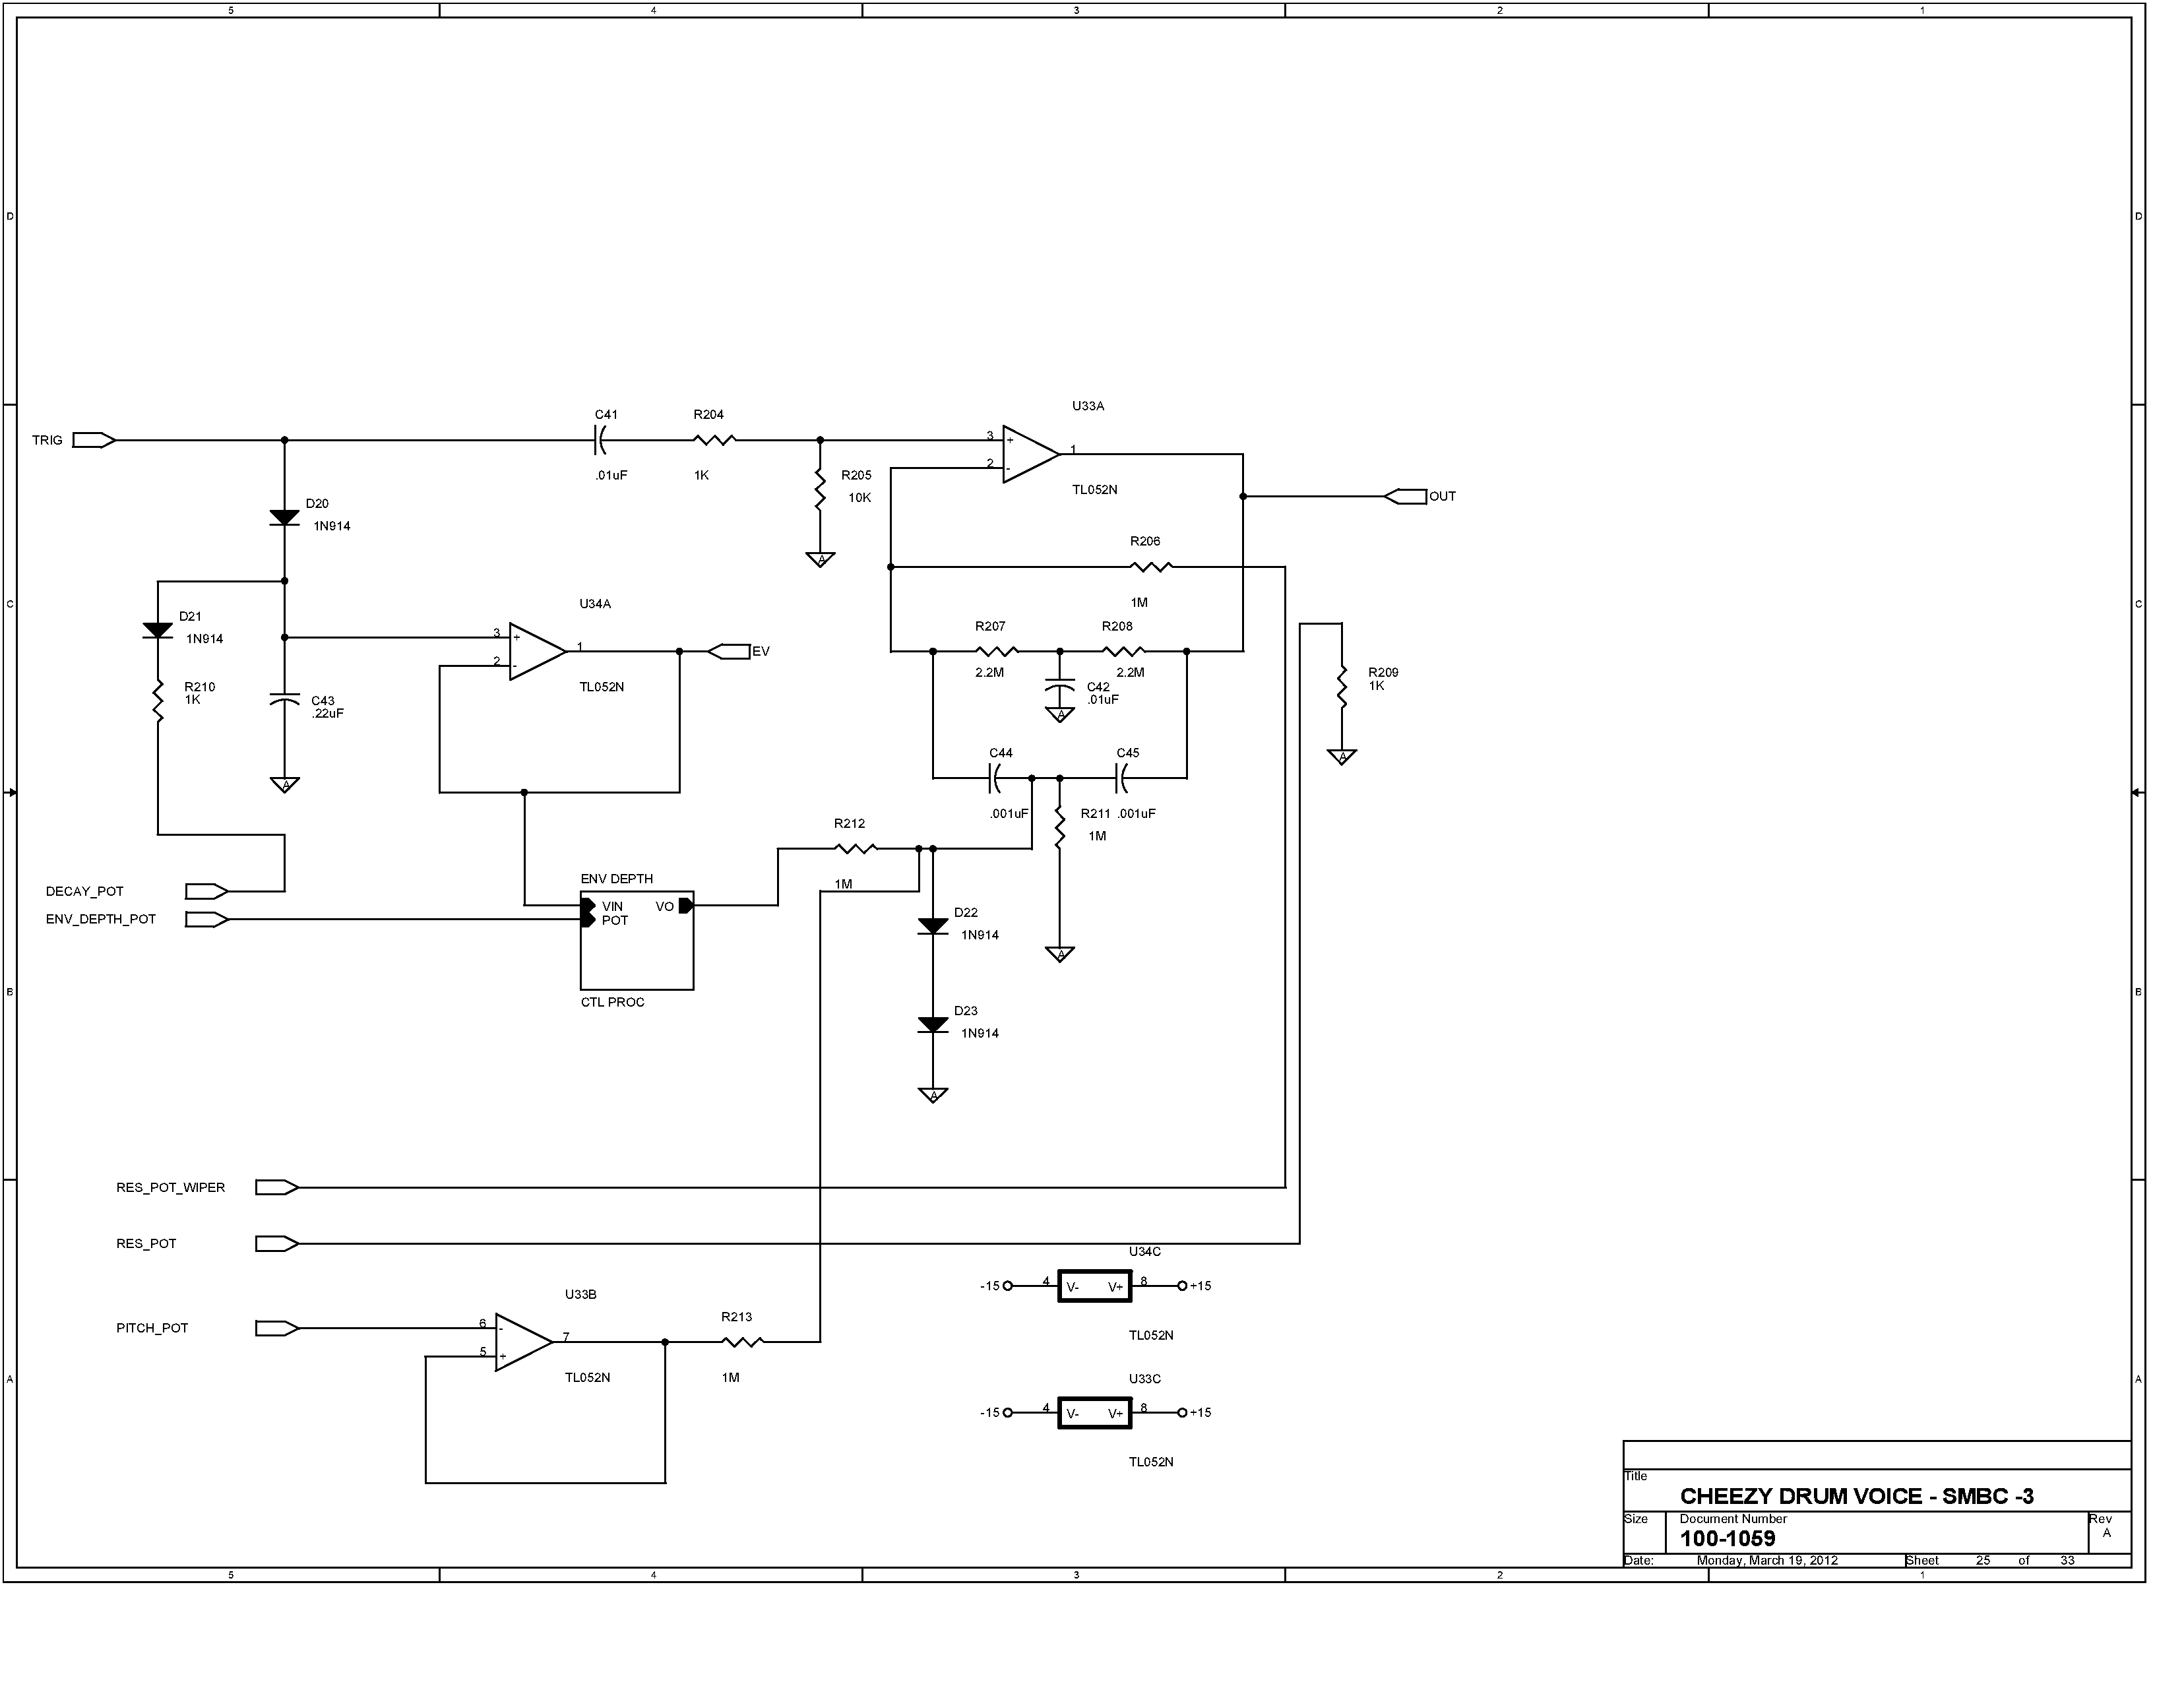 5 4 3 2 1
D D
C41 R204 U33A
TRIG 3 + 1
.01uF 1K 2 - R205
10K TL052N OUT
D20
1N914
R206
A
C C
U34A 1M
D21
1N914 R207 R208
3 + 1 EV
2 - 2.2M 2.2M R209
1K
R210
1K TL052N C42
.01uF
C43
.22uF A
C44 C45
A A
.001uF R211 .001uF
R212 1M
ENV DEPTH
1M
DECAY_POT VIN VO
ENV_DEPTH_POT POT D22
1N914
A
B B
CTL PROC
D23
1N914
A
RES_POT_WIPER
RES_POT
U34C
-15 4 V- V+ 8 +15
U33B
R213
PITCH_POT 6 - 7
5 + TL052N
TL052N 1M
U33C
A A
-15 4 V- V+ 8 +15
TL052N
Title
CHEEZY DRUM VOICE - SMBC -3
Size Document Number Rev
100-1059 A
Date: Monday, March 19, 2012 Sheet 25 of 33
5 4 3 2 1